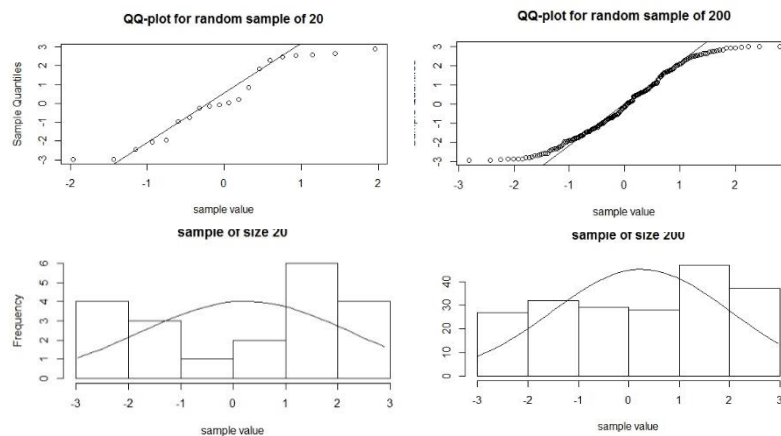 QQ-plot for random sample of 20
Sample Quantiles
3
2
1
0
-1
-2
-3
-2 -1 0 1 2
sample value
QQ-plot for random sample of 200
3
2
1
0
-1
-2
-3
-3 -2 -1 0 1 2
sample value
sample of size 20
Frequency
6
5
4
3
2
1
0
-3 -2 -1 0 1 2 3
sample value
sample of size 200
40
30
20
10
0
-3 -2 -1 0 1 2 3
sample value